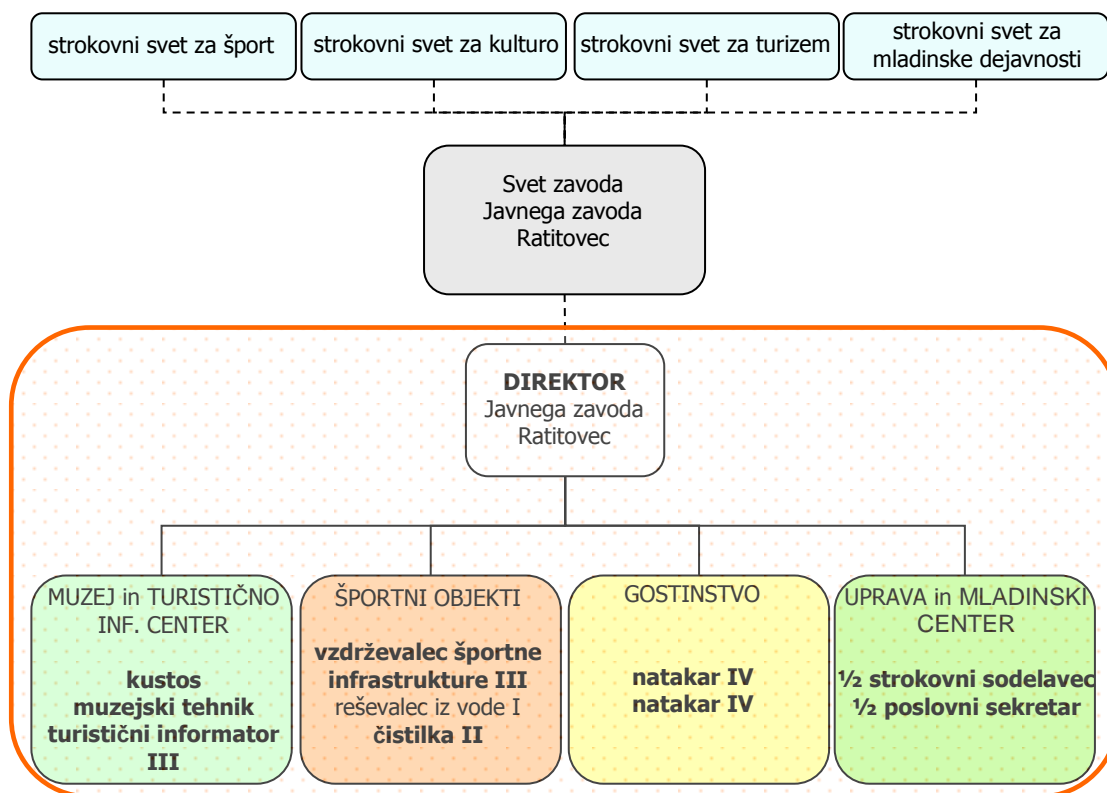 strokovni svet za šport
strokovni svet za kulturo
strokovni svet za turizem
strokovni svet za
mladinske dejavnosti
Svet zavoda
Javnega zavoda
Ratitovec
DIREKTOR
Javnega zavoda
Ratitovec
MUZEJ in TURISTIČNO
INF. CENTER
kustos
muzejski tehnik
turistični informator
III
ŠPORTNI OBJEKTI
vzdrževalec športne
infrastrukture III
reševalec iz vode I
čistilka II
GOSTINSTVO
natakar IV
natakar IV
UPRAVA in MLADINSKI
CENTER
½ strokovni sodelavec
½ poslovni sekretar